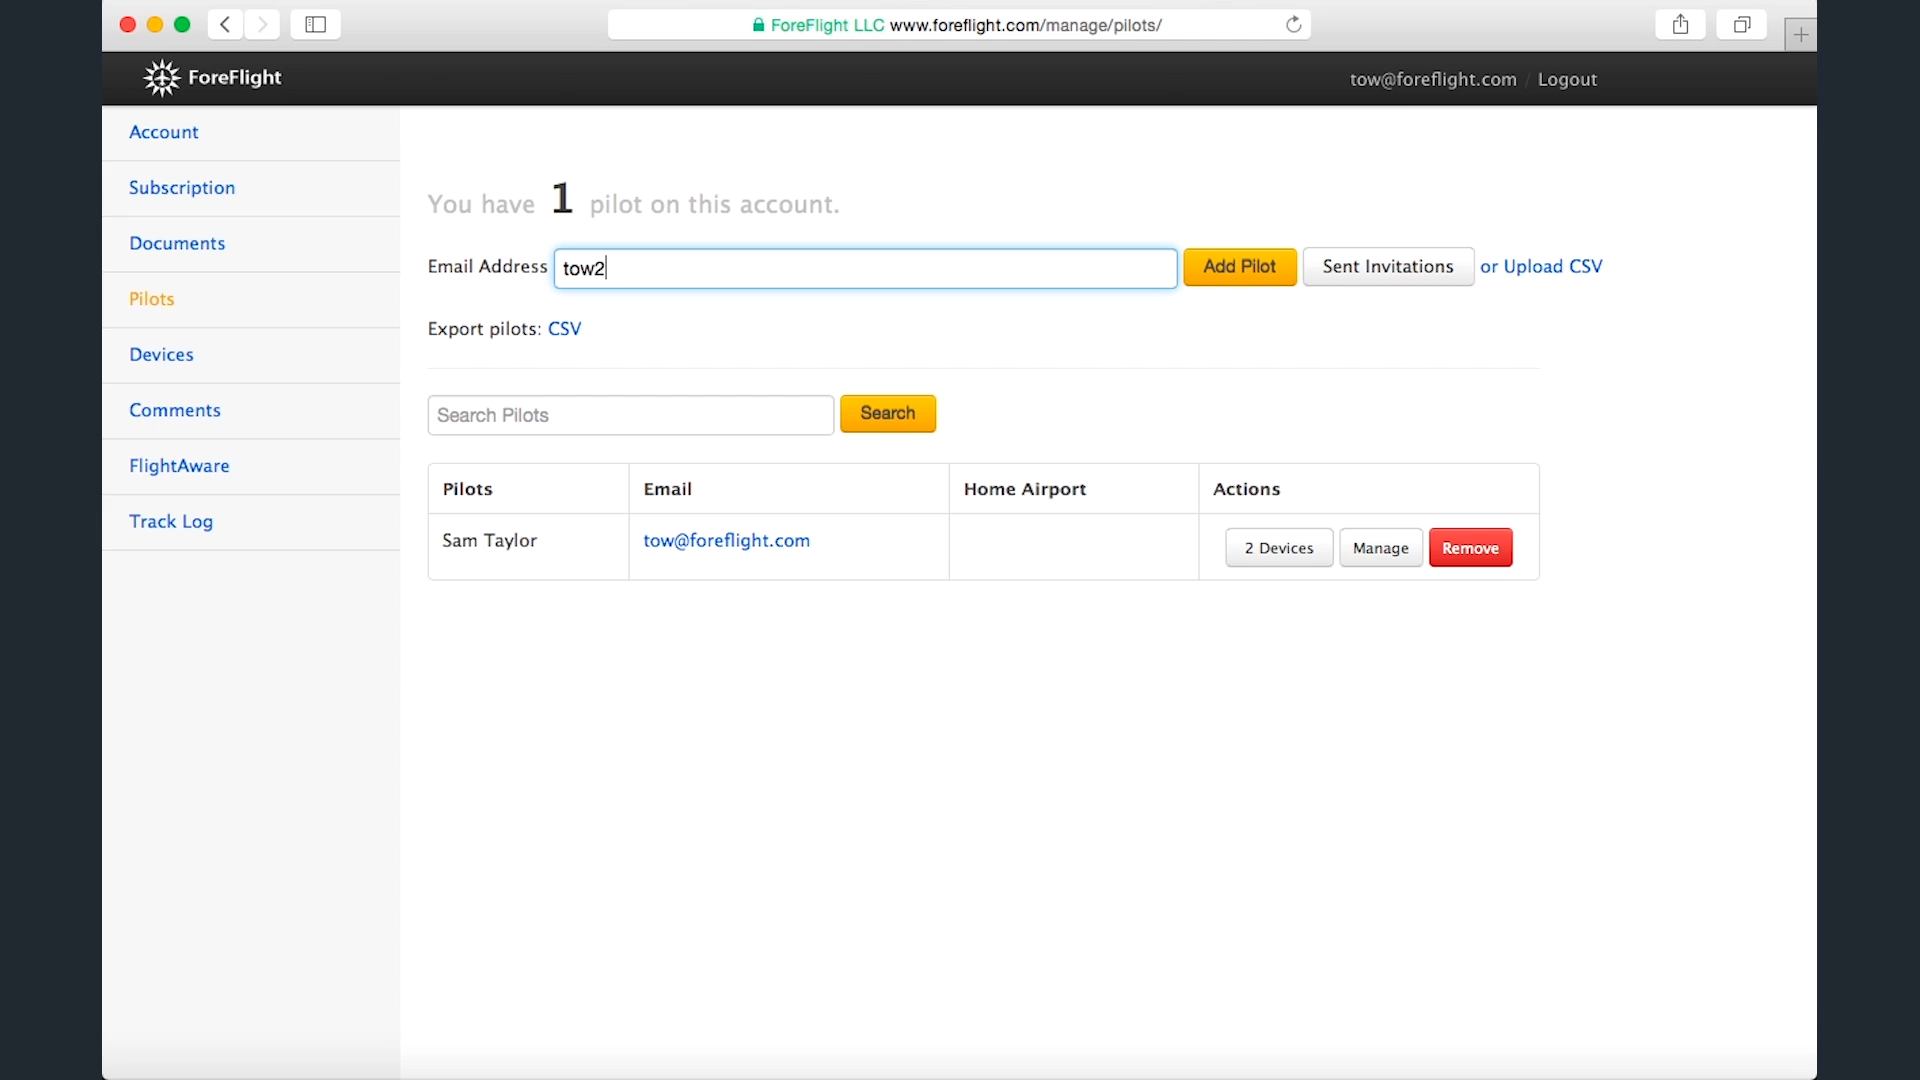 ForeFlight LLC www.foreflight.com/manage/pilots/
ForeFlight
tow@foreflight.com / Logout
Account
Subscription
Documents
Pilots
Devices
Comments
FlightAware
Track Log
You have 1 pilot on this account.
Email Address tow2 Add Pilot Sent Invitations or Upload CSV
Export pilots: CSV
Search Pilots Search
Pilots Email Home Airport Actions
Sam Taylor tow@foreflight.com 2 Devices Manage Remove